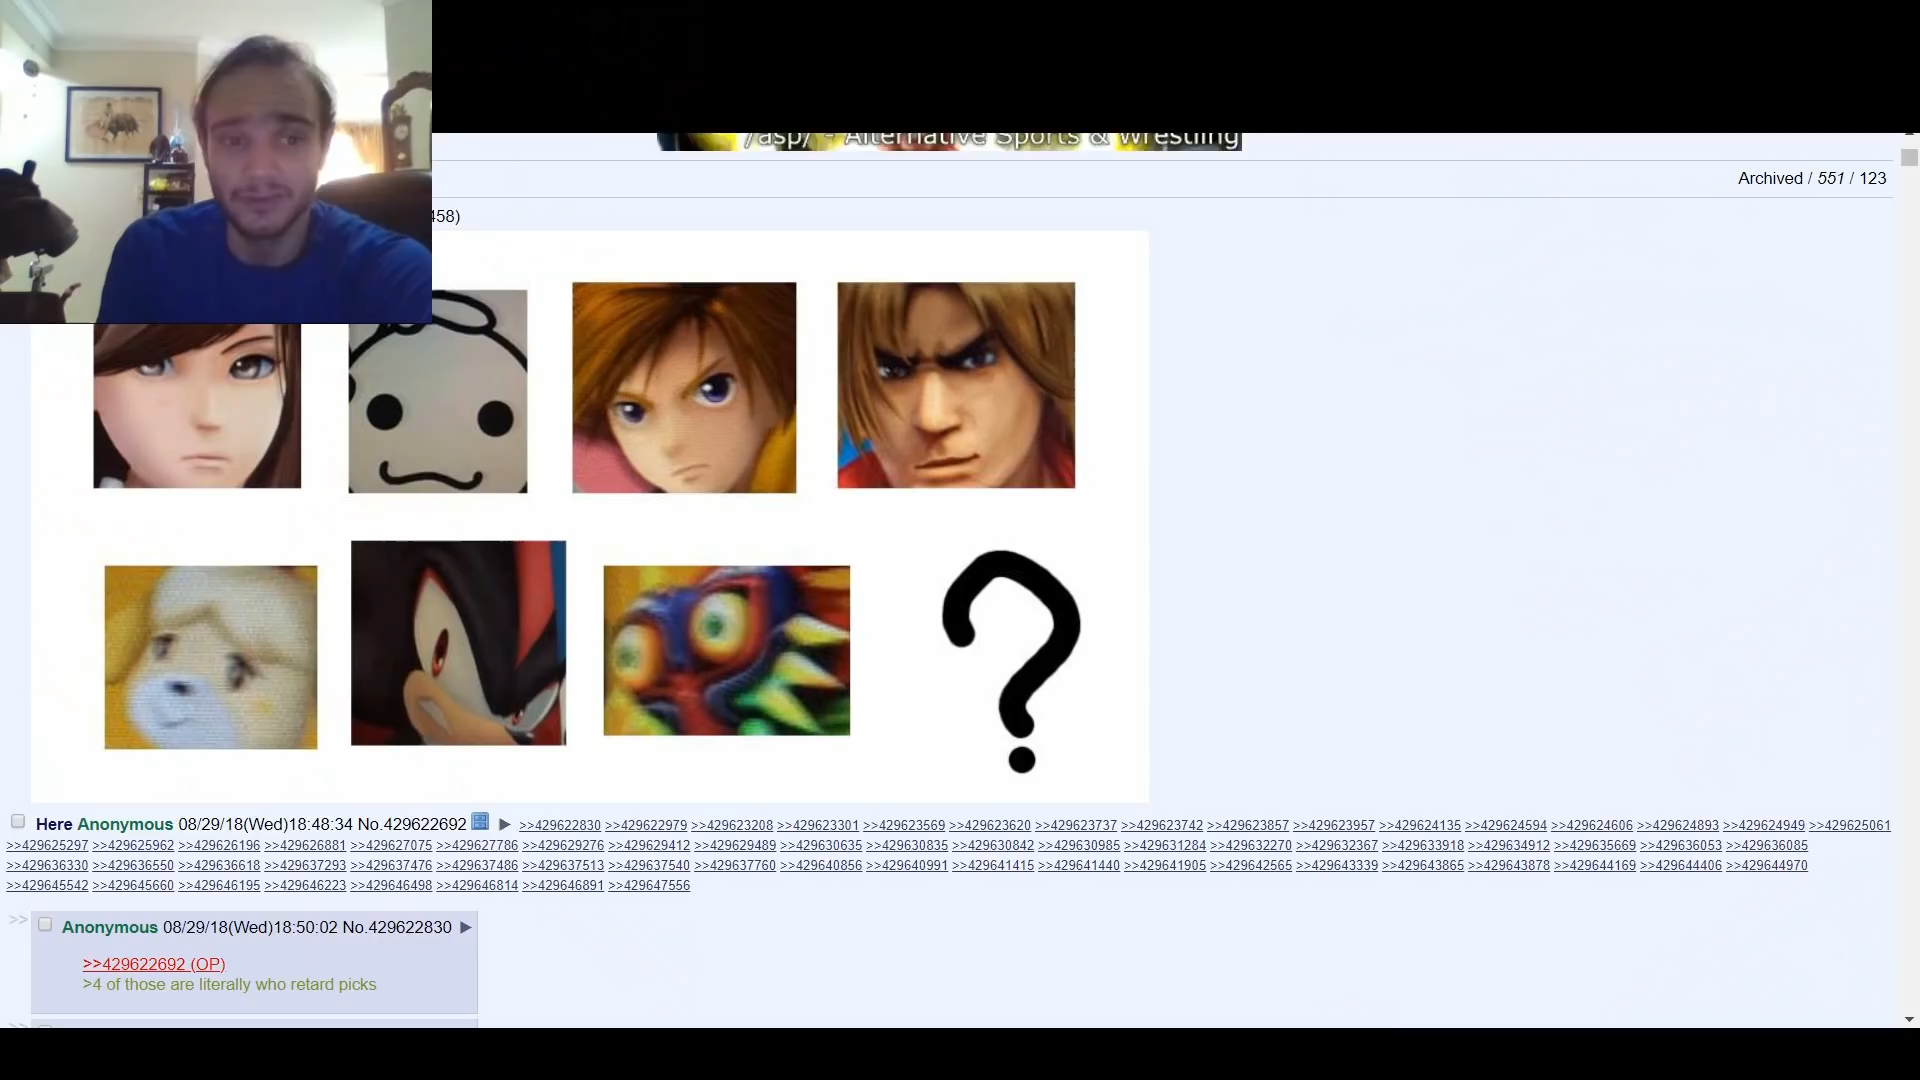 /asp/ - Alternative Sports & Wrestling
Archived / 551 / 123
458)
?
Here Anonymous 08/29/18(Wed)18:48:34 No.429622692 ▶ >>429622830 >>429622979 >>429623208 >>429623301 >>429623569 >>429623620 >>429623737 >>429623742 >>429623857 >>429623957 >>429624135 >>429624594 >>429624606 >>429624893 >>429624949 >>429625061
>>429625297 >>429625962 >>429626196 >>429626881 >>429627075 >>429627786 >>429629276 >>429629412 >>429629489 >>429630635 >>429630835 >>429630842 >>429630985 >>429631284 >>429632270 >>429632367 >>429633918 >>429634912 >>429635669 >>429636053 >>429636085
>>429636330 >>429636550 >>429636618 >>429637293 >>429637476 >>429637486 >>429637513 >>429637540 >>429637760 >>429640856 >>429640991 >>429641415 >>429641440 >>429641905 >>429642565 >>429643339 >>429643865 >>429643878 >>429644169 >>429644406 >>429644970
>>429645542 >>429645660 >>429646195 >>429646223 >>429646498 >>429646814 >>429646891 >>429647556
>> Anonymous 08/29/18(Wed)18:50:02 No.429622830 ▶
>>429622692 (OP)
>4 of those are literally who retard picks
>>